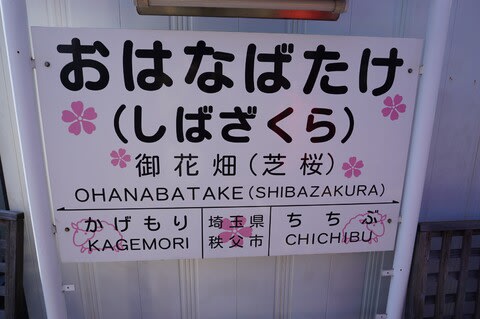 おはなばたけ
(しばざくら)
御花畑(芝桜)
OHANABATAKE(SHIBAZAKURA)
かげもり
KAGEMORI
埼玉県
秩父市
ちちぶ
CHICHIBU